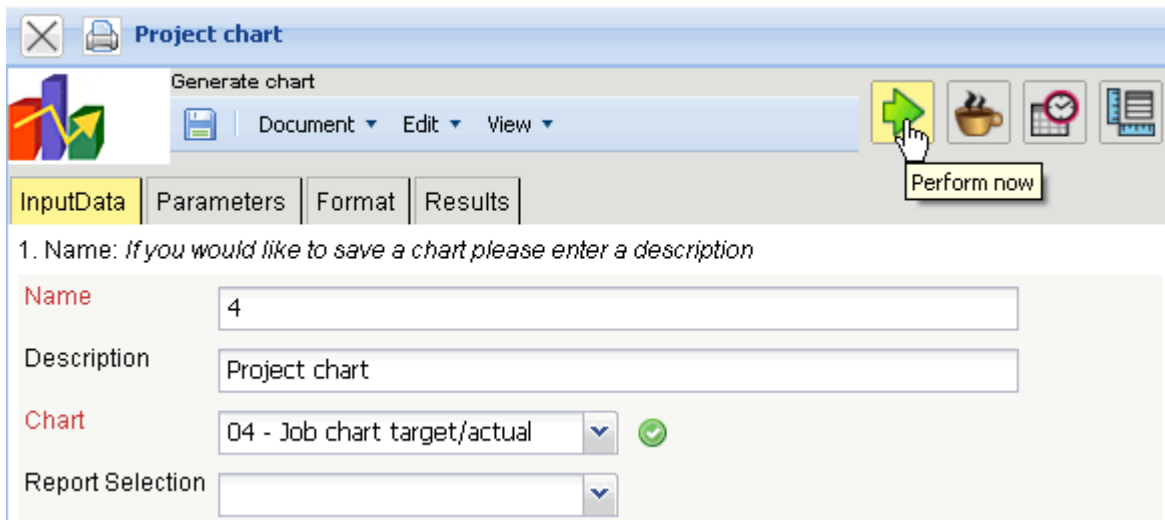 Project chart
Generate chart
Document Edit View
Perform now
InputData Parameters Format Results
1. Name: If you would like to save a chart please enter a description
Name 4
Description Project chart
Chart 04 - Job chart target/actual
Report Selection